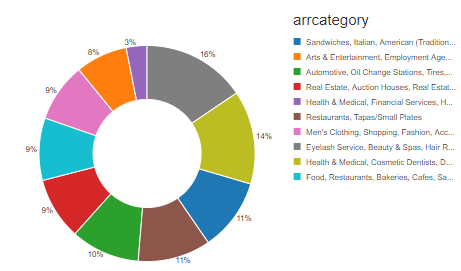 arrcategory
3%
8%
16%
9%
14%
9%
9%
11%
10%
11%
Sandwiches, Italian, American (Tradition...
Arts & Entertainment, Employment Age...
Automotive, Oil Change Stations, Tires,...
Real Estate, Auction Houses, Real Estat...
Health & Medical, Financial Services, H...
Restaurants, Tapas/Small Plates
Men's Clothing, Shopping, Fashion, Acc...
Eyelash Service, Beauty & Spas, Hair R...
Health & Medical, Cosmetic Dentists, D...
Food, Restaurants, Bakeries, Cafes, Sa...